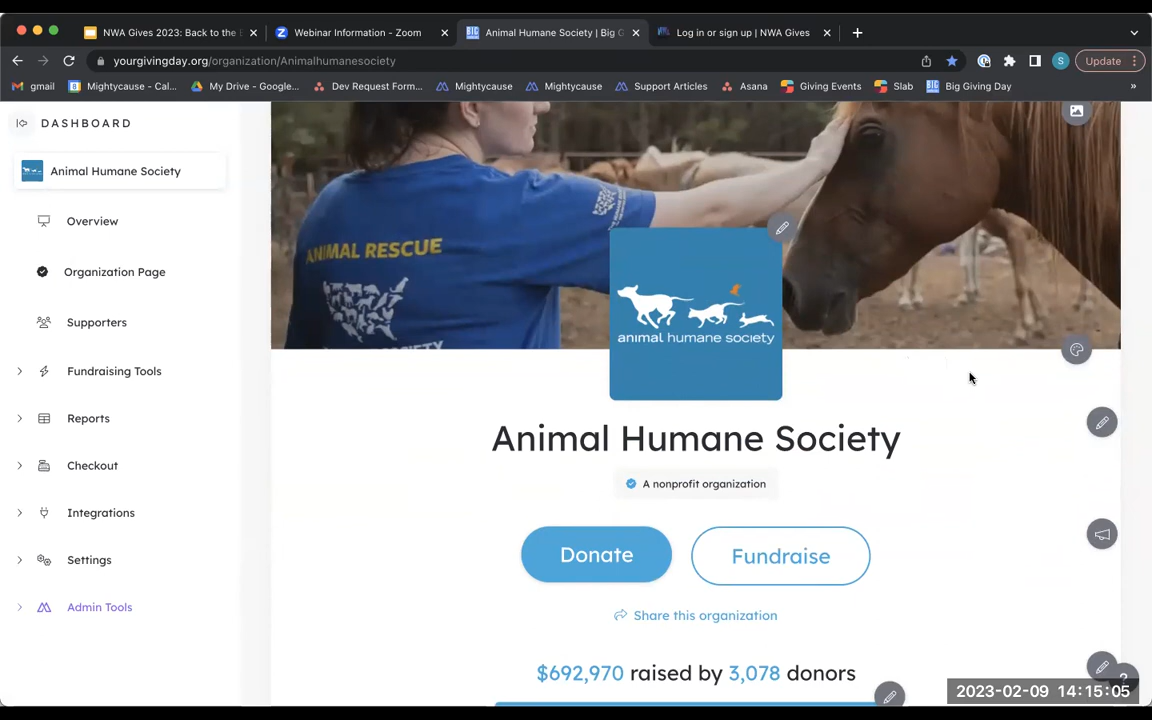 NWA Gives 2023: Back to the
Webinar Information - Zoom
Animal Humane Society | Big G
Log in or sign up | NWA Gives
yourgivingday.org/organization/Animalhumanesociety
S
Update
gmail
Mightycause - Cal...
My Drive - Google...
Dev Request Form...
Mightycause
Mightycause
Support Articles
Asana
Giving Events
Slab
BIG
Big Giving Day
»
DASHBOARD
Animal Humane Society
Overview
Organization Page
Supporters
Fundraising Tools
Reports
Checkout
Integrations
Settings
Admin Tools
ANIMAL RESCUE
animal humane society
Animal Humane Society
A nonprofit organization
Donate
Fundraise
Share this organization
$692,970 raised by 3,078 donors
?
2023-02-09 14:15:05